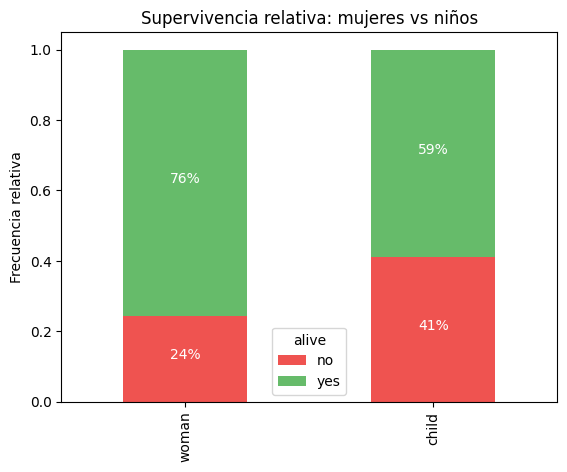 Supervivencia relativa: mujeres vs niños
Frecuencia relativa
1.0
0.8
0.6
0.4
0.2
0.0
76%
24%
59%
41%
alive
no
yes
woman
child